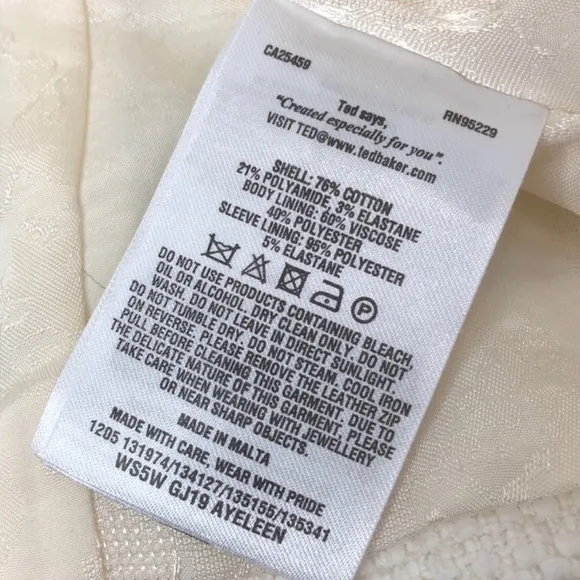 CA25459
RN95229
Ted says,
"Created especially for you".
VISIT TED@www.tedbaker.com
SHELL: 76% COTTON
21% POLYAMIDE, 3% ELASTANE
BODY LINING: 60% VISCOSE
40% POLYESTER
SLEEVE LINING: 95% POLYESTER
5% ELASTANE
P
DO NOT USE PRODUCTS CONTAINING BLEACH,
OIL OR ALCOHOL. DRY CLEAN ONLY. DO NOT
WASH. DO NOT LEAVE IN DIRECT SUNLIGHT.
DO NOT TUMBLE DRY. DO NOT STEAM. COOL IRON
ON REVERSE. PLEASE REMOVE THE LEATHER ZIP
PULL BEFORE CLEANING THIS GARMENT. DUE TO
THE DELICATE NATURE OF THIS GARMENT, PLEASE
TAKE CARE WHEN WEARING WITH JEWELLERY
OR NEAR SHARP OBJECTS.
MADE IN MALTA
MADE WITH CARE, WEAR WITH PRIDE
1205 131974/134127/135155/135341
WS5W GJ19 AYELEEN